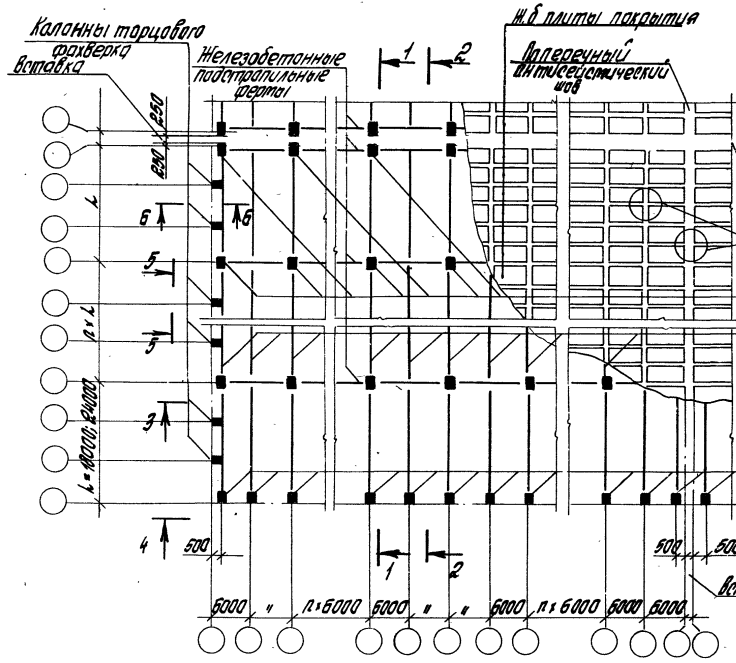 Колонны торцового
фахверка
Вставка
Железобетонные
подстропильные
фермы
1 2
Ж.б плиты покрытия
Поперечный
антисейсмический
шов
250
250
L
6 6
5
n×L
5
3
L=18000; 24000
4
500
1 2
500 500
6000 " n×6000 6000 " " 6000 n×6000 6000 6000